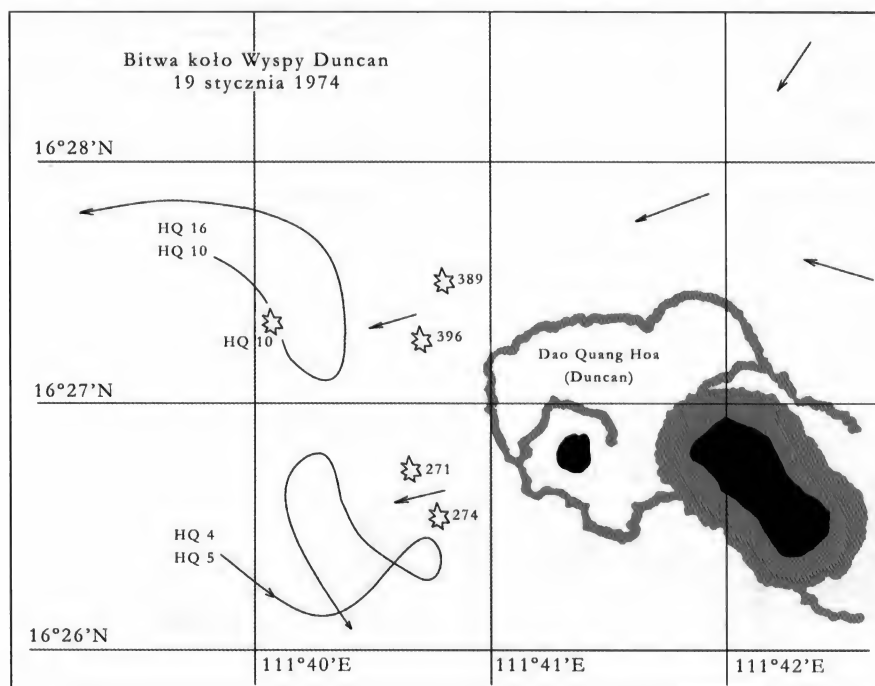 Bitwa koło Wyspy Duncan
19 stycznia 1974
16°28'N
HQ 16
HQ 10
389
HQ 10
396
Dao Quang Hoa
(Duncan)
16°27'N
271
274
HQ 4
HQ 5
16°26'N
111°40'E
111°41'E
111°42'E